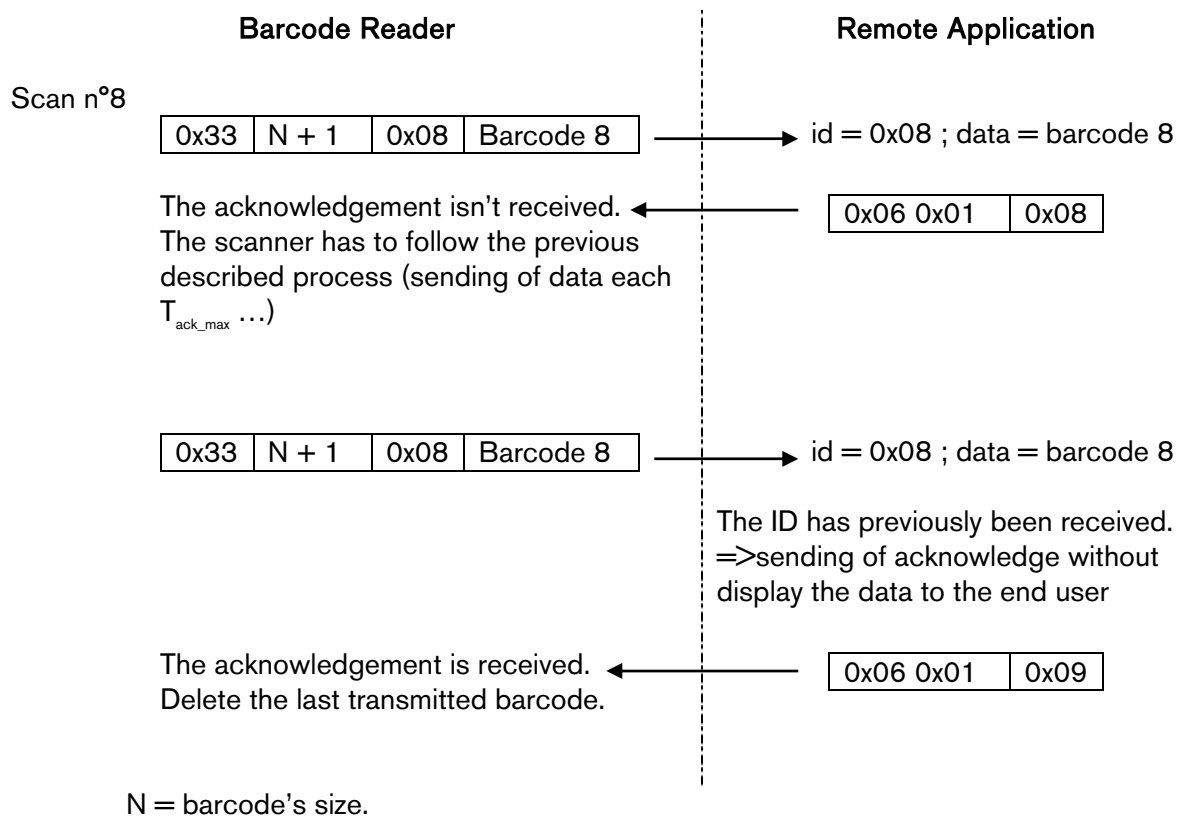 Barcode Reader
Remote Application
Scan n°8
0x33 N + 1 0x08 Barcode 8
id = 0x08 ; data = barcode 8
The acknowledgement isn't received.
0x06 0x01 0x08
The scanner has to follow the previous
described process (sending of data each
Tack_max …)
0x33 N + 1 0x08 Barcode 8
id = 0x08 ; data = barcode 8
The ID has previously been received.
=>sending of acknowledge without
display the data to the end user
The acknowledgement is received.
0x06 0x01 0x09
Delete the last transmitted barcode.
N = barcode's size.